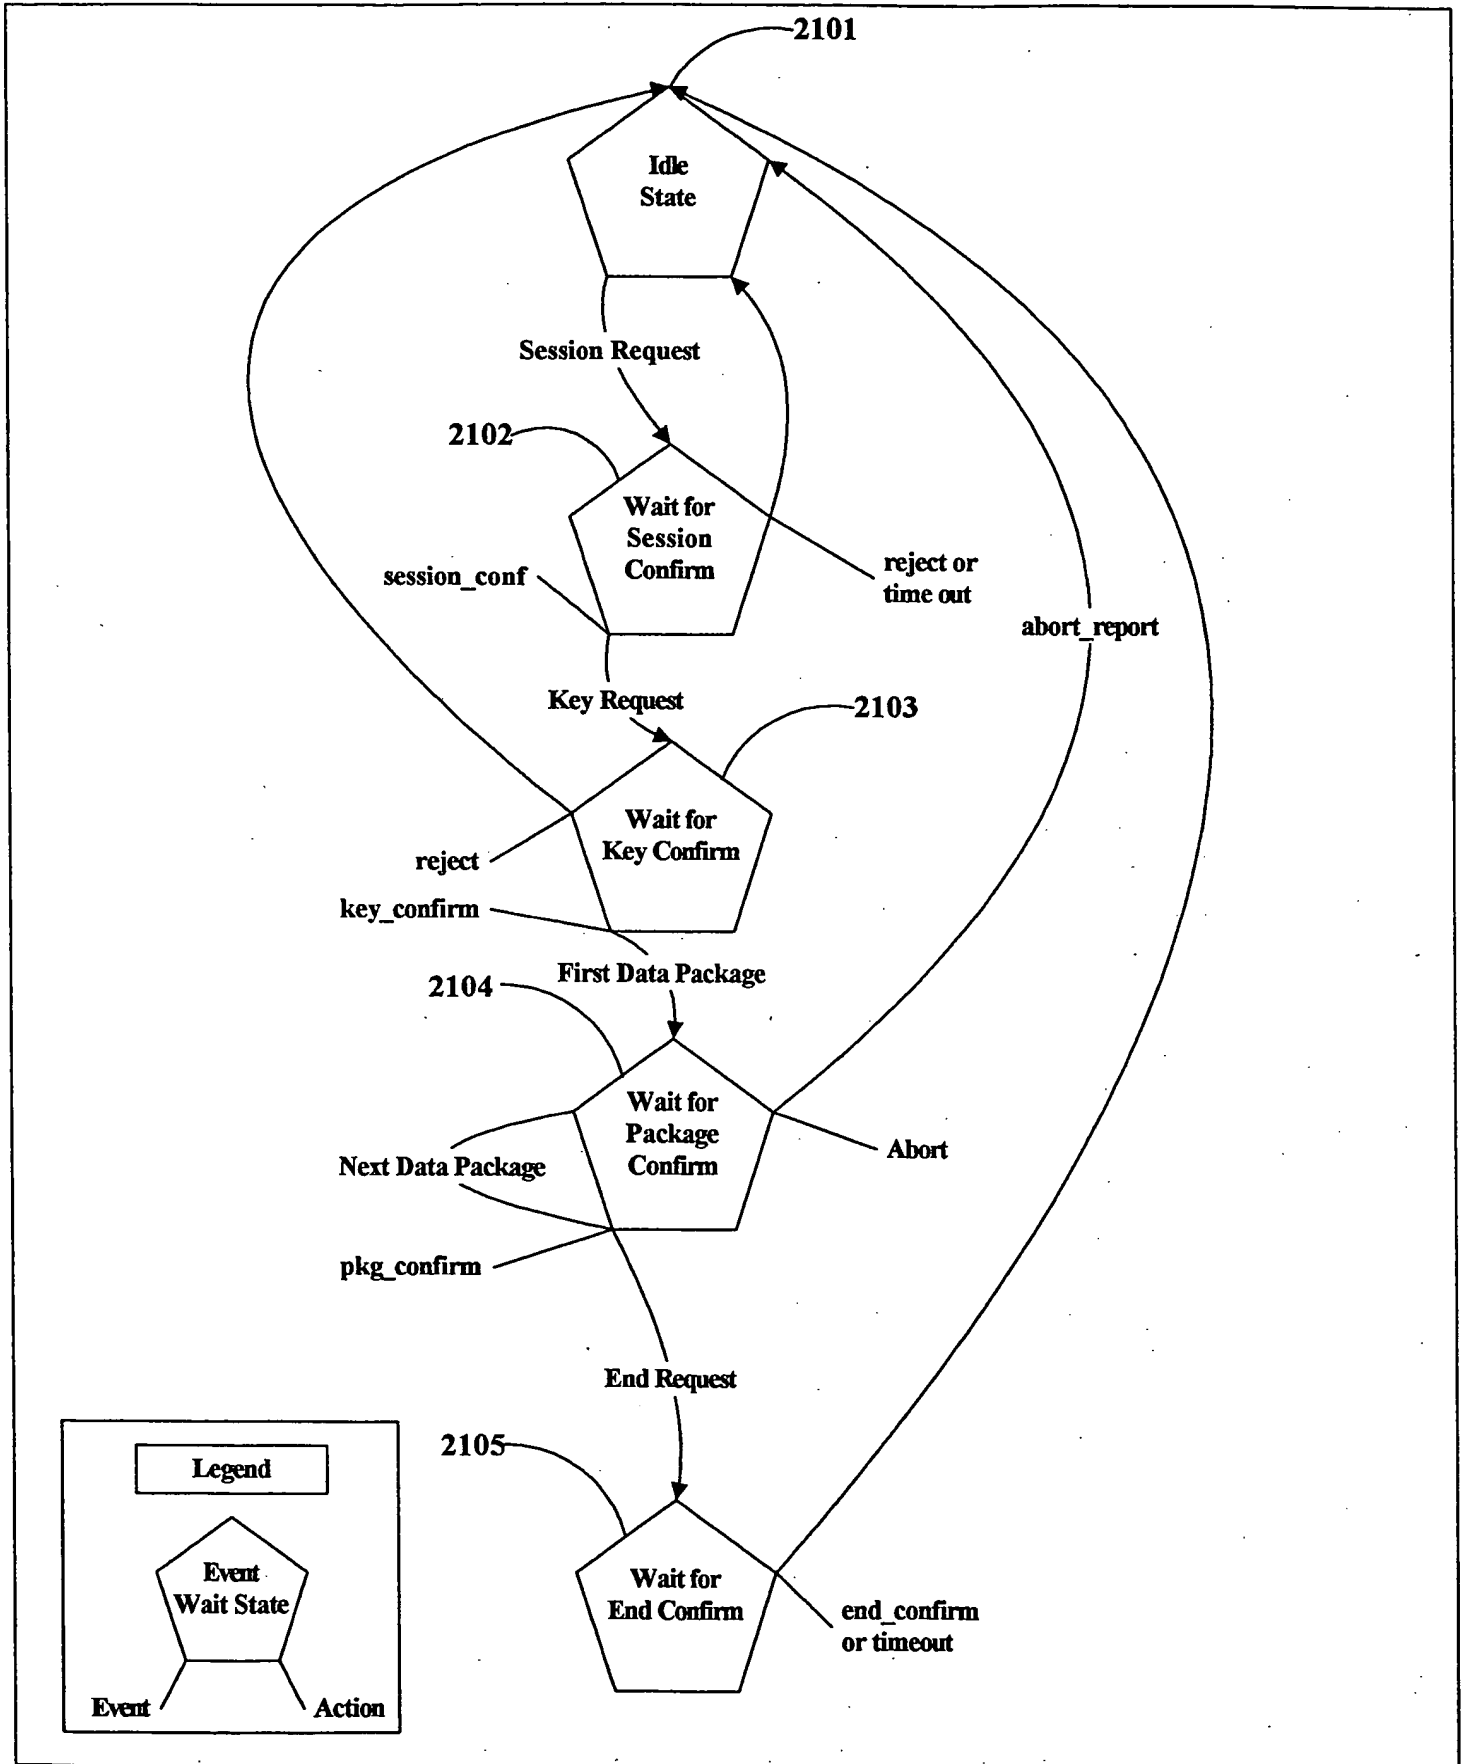 2101
Idle
State
Session Request
2102
Wait for
Session
Confirm
session_conf
reject or
time out
abort_report
Key Request
2103
Wait for
Key Confirm
reject
key_confirm
First Data Package
2104
Wait for
Package
Confirm
Abort
Next Data Package
pkg_confirm
End Request
2105
Wait for
End Confirm
end_confirm
or timeout
Legend
Event
Wait State
Event
Action